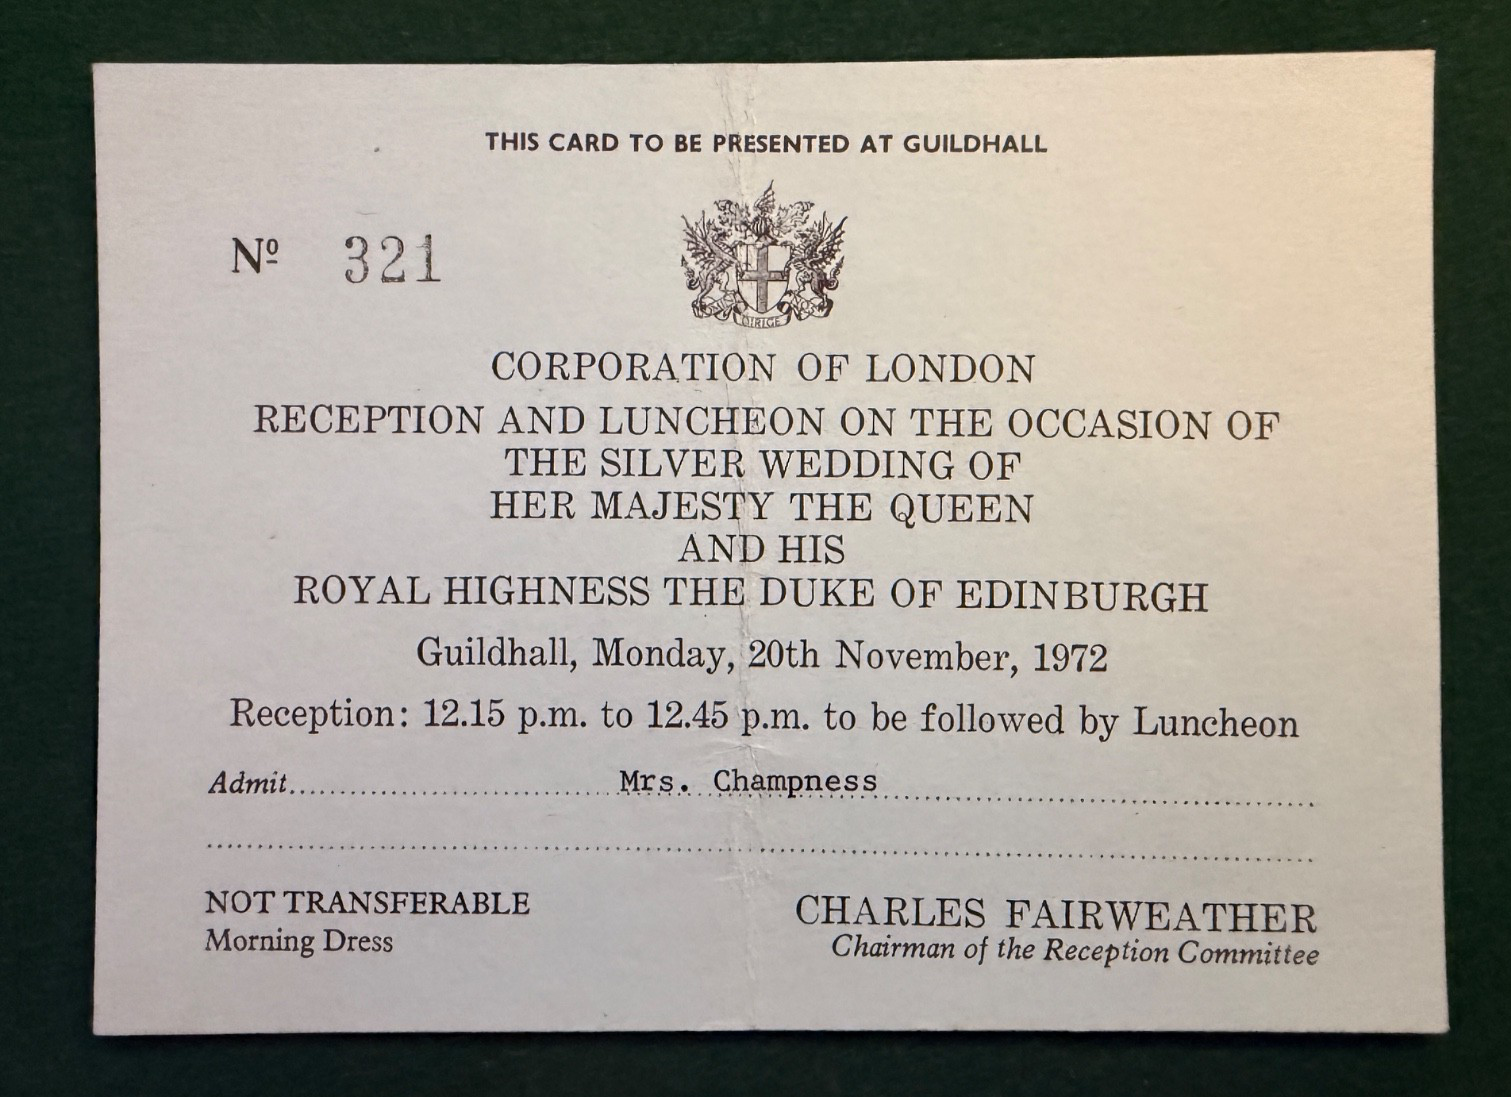 THIS CARD TO BE PRESENTED AT GUILDHALL
Nº 321
DIRIGE
CORPORATION OF LONDON
RECEPTION AND LUNCHEON ON THE OCCASION OF
THE SILVER WEDDING OF
HER MAJESTY THE QUEEN
AND HIS
ROYAL HIGHNESS THE DUKE OF EDINBURGH
Guildhall, Monday, 20th November, 1972
Reception: 12.15 p.m. to 12.45 p.m. to be followed by Luncheon
Admit Mrs. Champness
NOT TRANSFERABLE
Morning Dress
CHARLES FAIRWEATHER
Chairman of the Reception Committee